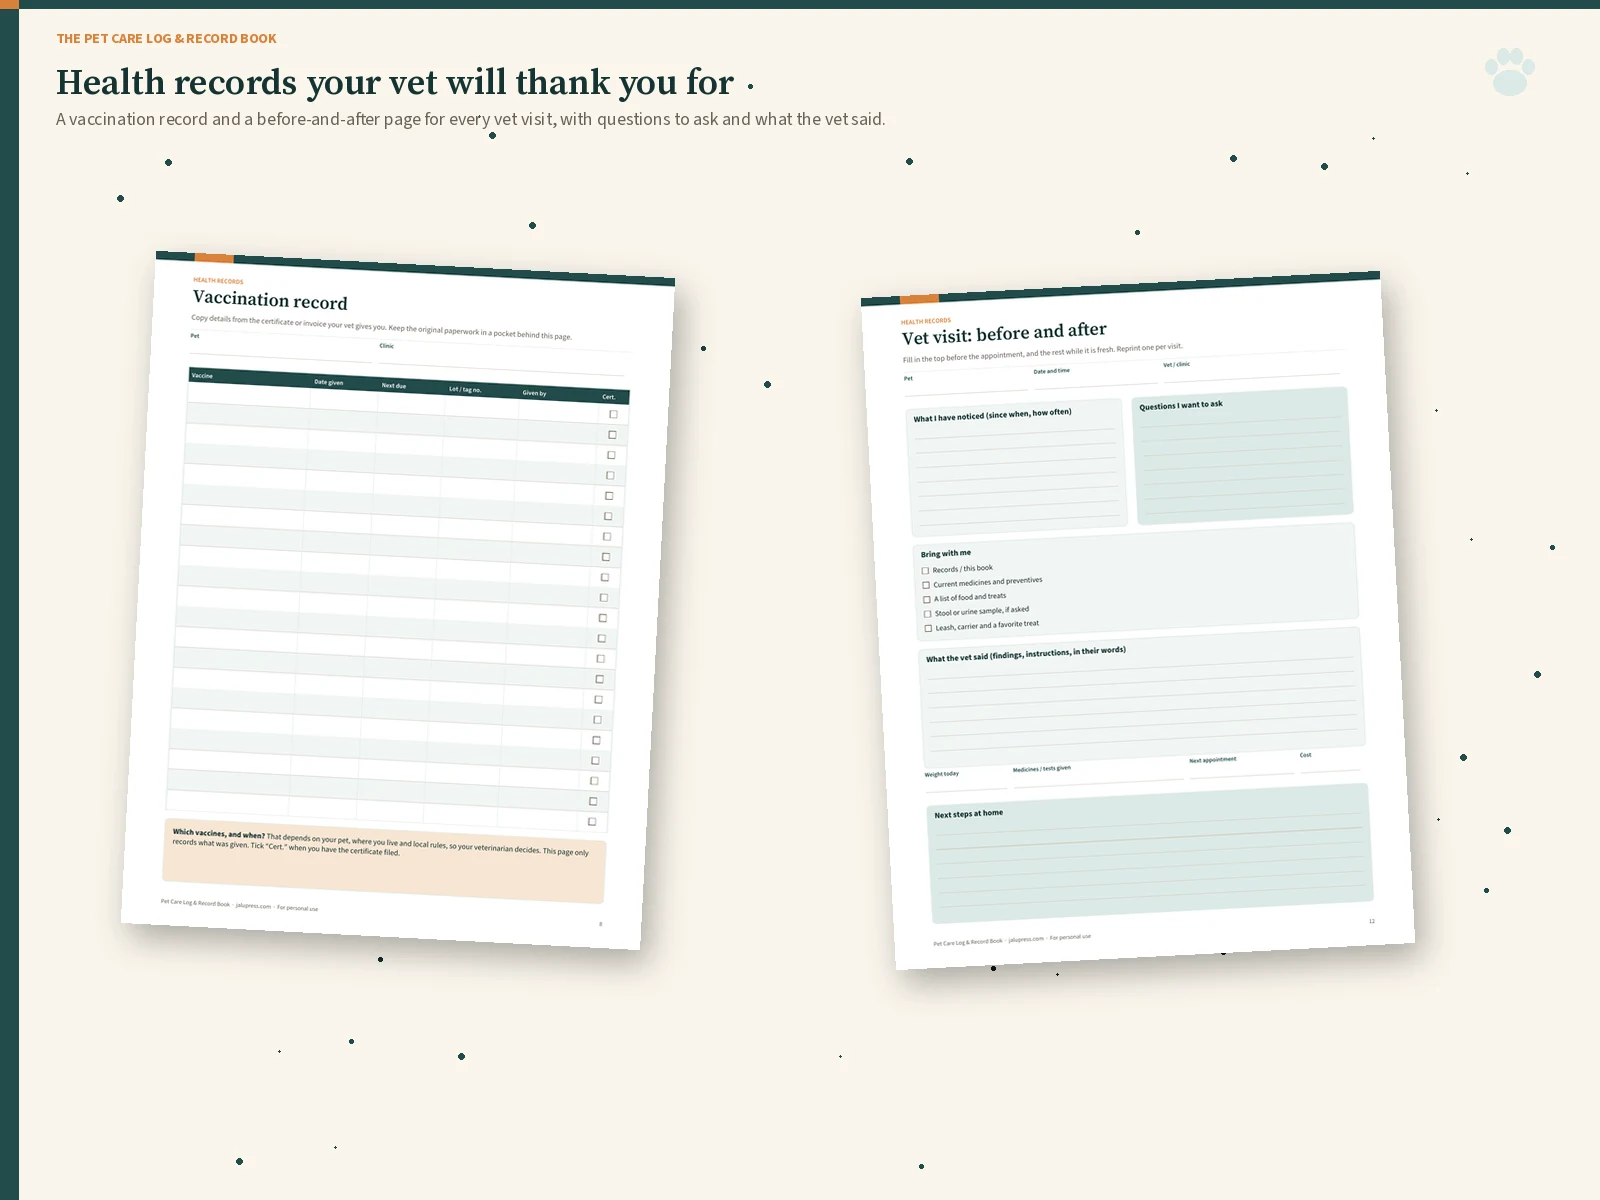 THE PET CARE LOG & RECORD BOOK
Health records your vet will thank you for
A vaccination record and a before-and-after page for every vet visit, with questions to ask and what the vet said.
HEALTH RECORDS
Vaccination record
Copy details from the certificate or invoice your vet gives you. Keep the original paperwork in a pocket behind this page.
Pet Clinic
Vaccine Date given Next due Lot / tag no. Given by Cert.
Which vaccines, and when? That depends on your pet, where you live and local rules, so your veterinarian decides. This page only
records what was given. Tick "Cert." when you have the certificate filed.
Pet Care Log & Record Book · jalupress.com · For personal use
8
HEALTH RECORDS
Vet visit: before and after
Fill in the top before the appointment, and the rest while it is fresh. Reprint one per visit.
Pet Date and time Vet / clinic
What I have noticed (since when, how often)
Questions I want to ask
Bring with me
Records / this book
Current medicines and preventives
A list of food and treats
Stool or urine sample, if asked
Leash, carrier and a favorite treat
What the vet said (findings, instructions, in their words)
Weight today Medicines / tests given Next appointment Cost
Next steps at home
Pet Care Log & Record Book · jalupress.com · For personal use
12